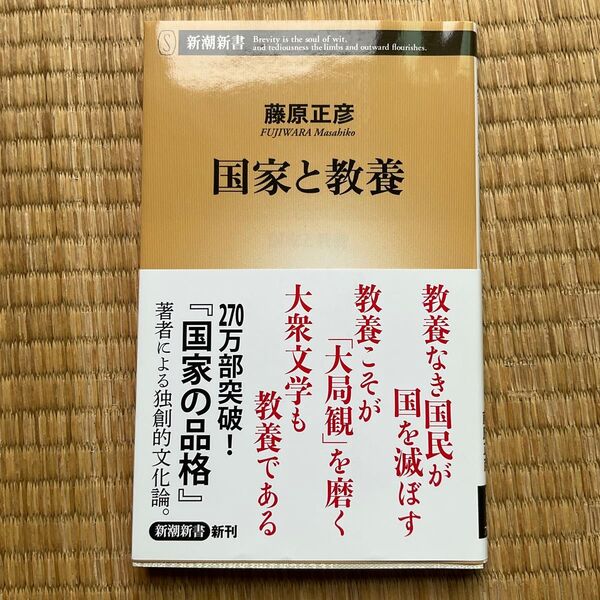 S
新潮新書
Brevity is the soul of wit,
and tediousness the limbs and outward flourishes.
藤原正彦
FUJIWARA Masahiko
国家と教養
教養なき国民が
国を滅ぼす
教養こそが
「大局観」を磨く
大衆文学も
教養である
270万部突破!
『国家の品格』
著者による独創的文化論。
新潮新書 新刊